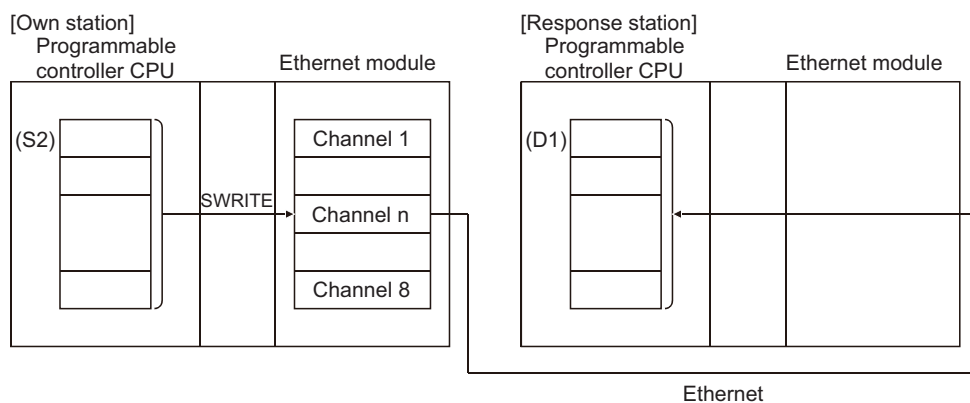 [Own station]
Programmable
controller CPU
Ethernet module
(S2)
SWRITE
Channel 1
Channel n
Channel 8
[Response station]
Programmable
controller CPU
Ethernet module
(D1)
Ethernet